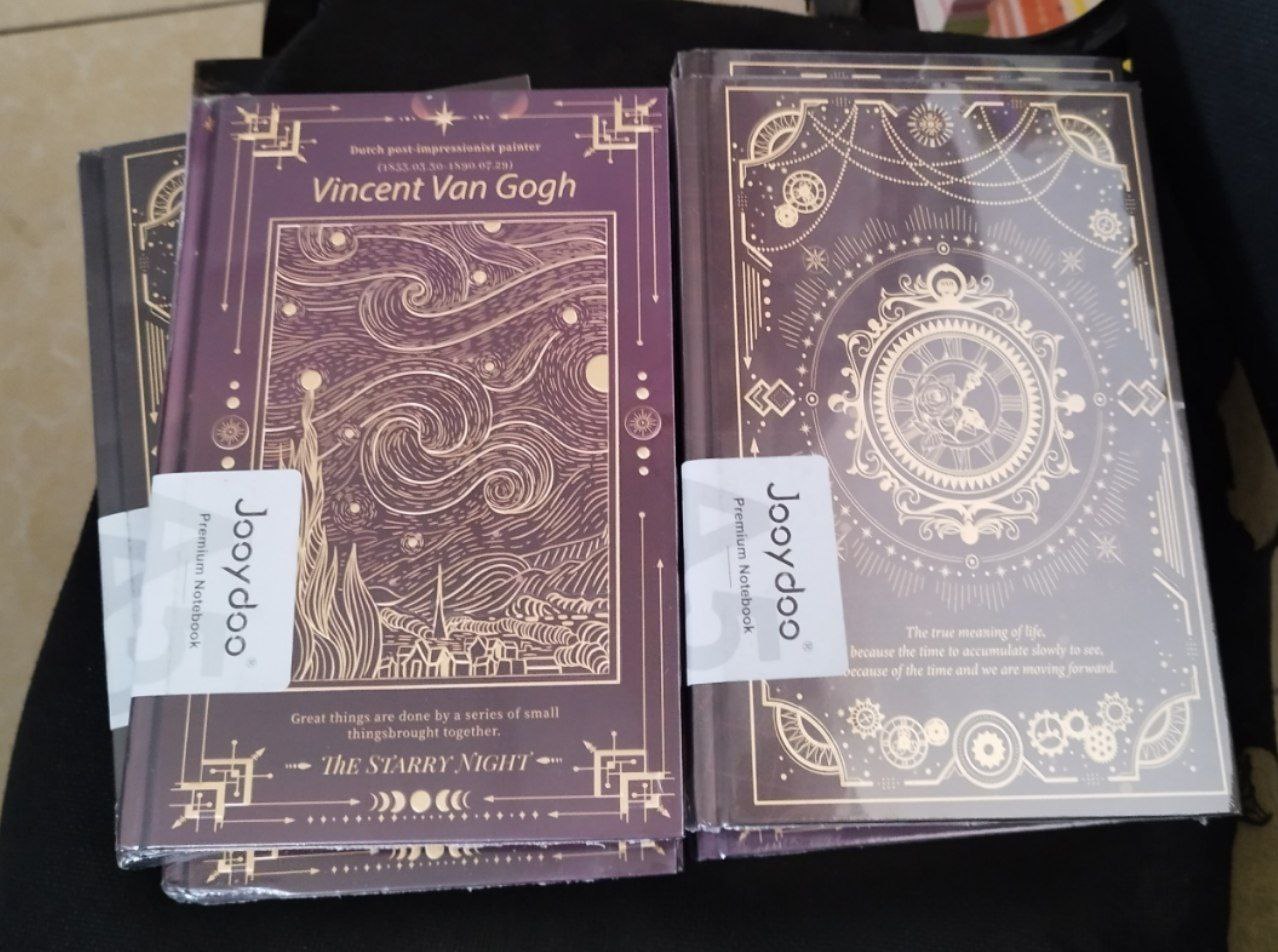 Dutch post-impressionist painter
(1853.03.30-1890.07.29)
Vincent Van Gogh
Jooydoo®
Premium Notebook
A5
Great things are done by a series of small
thingsbrought together.
THE STARRY NIGHT
Jooydoo®
Premium Notebook
A5
The true meaning of life.
because the time to accumulate slowly to see,
because of the time and we are moving forward.